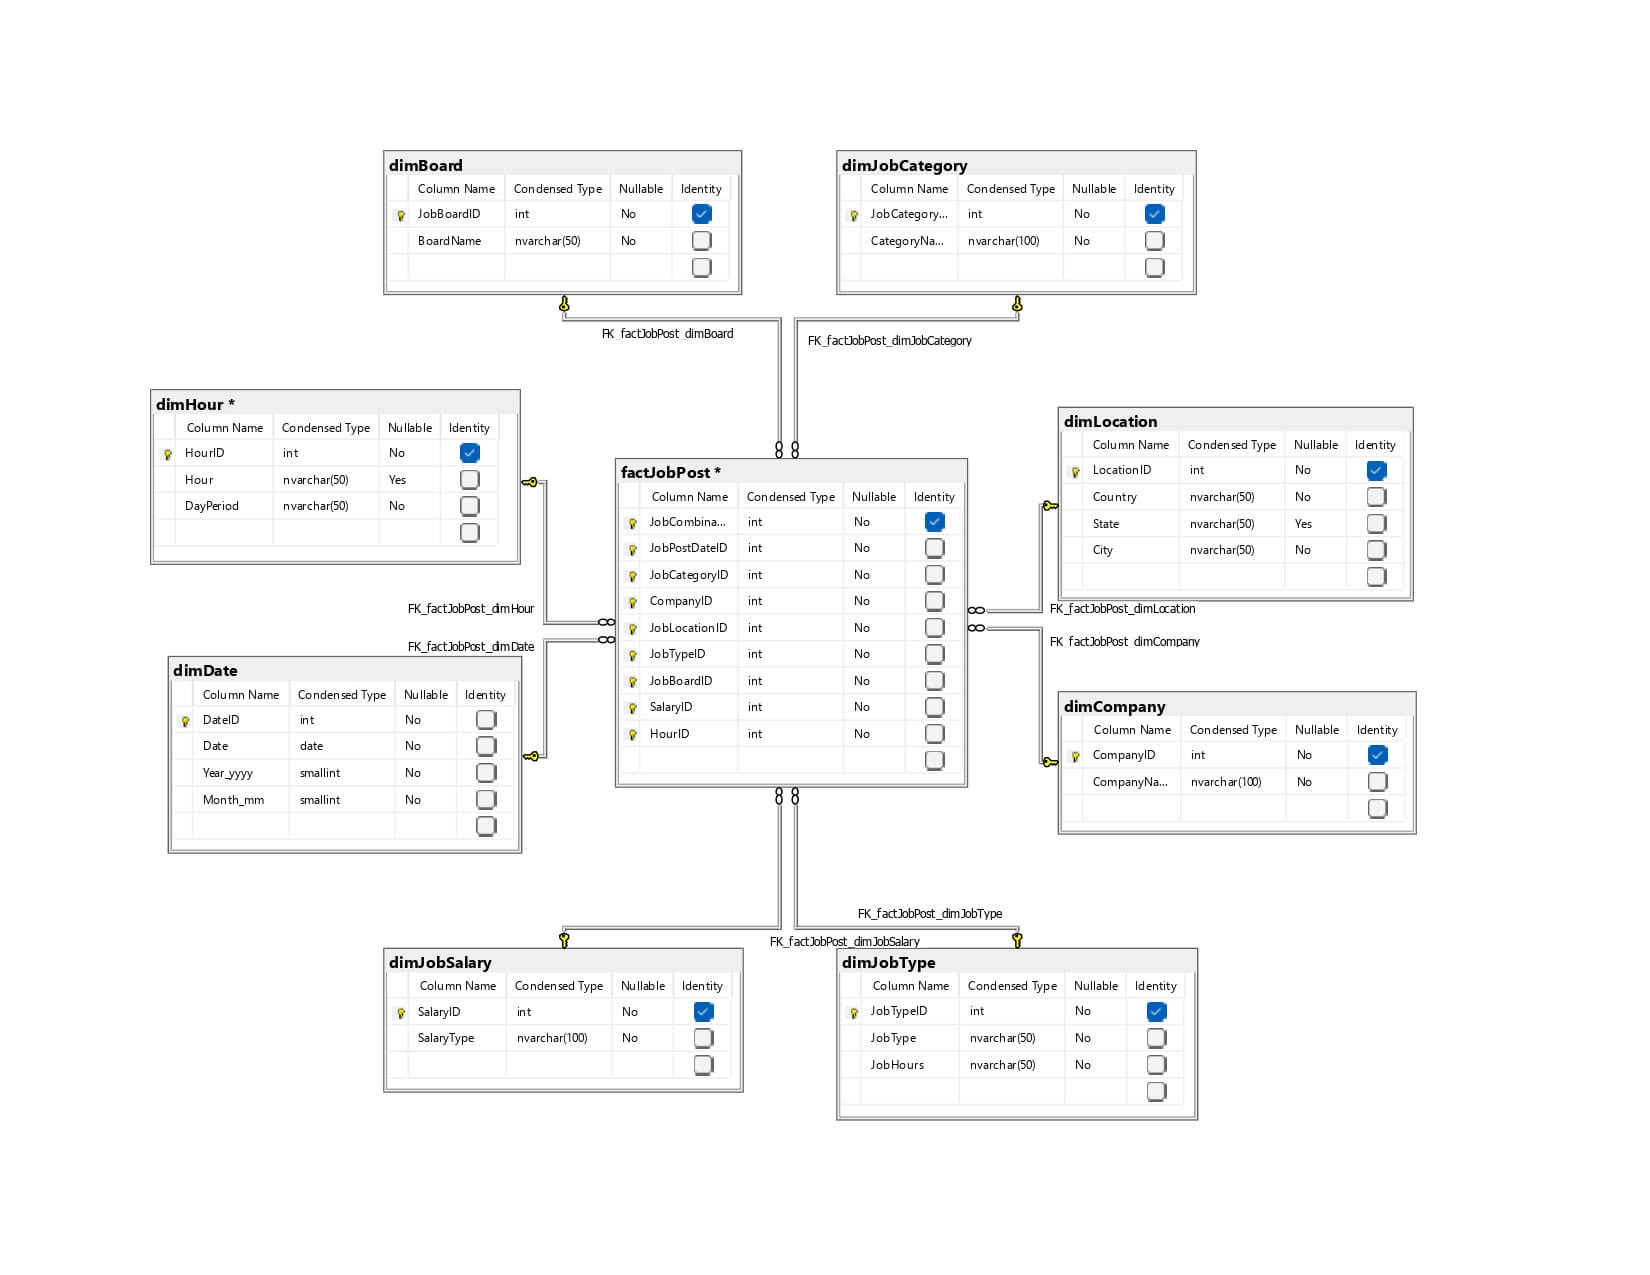 dimBoard
Column Name Condensed Type Nullable Identity
JobBoardID int No
BoardName nvarchar(50) No
dimJobCategory
Column Name Condensed Type Nullable Identity
JobCategory... int No
CategoryNa... nvarchar(100) No
FK_factJobPost_dimBoard
FK_factJobPost_dimJobCategory
dimHour *
Column Name Condensed Type Nullable Identity
HourID int No
Hour nvarchar(50) Yes
DayPeriod nvarchar(50) No
dimLocation
Column Name Condensed Type Nullable Identity
LocationID int No
Country nvarchar(50) No
State nvarchar(50) Yes
City nvarchar(50) No
factJobPost *
Column Name Condensed Type Nullable Identity
JobCombina... int No
JobPostDateID int No
JobCategoryID int No
CompanyID int No
JobLocationID int No
JobTypeID int No
JobBoardID int No
SalaryID int No
HourID int No
FK_factJobPost_dimHour
FK_factJobPost_dimLocation
FK_factJobPost_dimDate
FK_factJobPost_dimCompany
dimDate
Column Name Condensed Type Nullable Identity
DateID int No
Date date No
Year_yyyy smallint No
Month_mm smallint No
dimCompany
Column Name Condensed Type Nullable Identity
CompanyID int No
CompanyNa... nvarchar(100) No
FK_factJobPost_dimJobType
FK_factJobPost_dimJobSalary
dimJobSalary
Column Name Condensed Type Nullable Identity
SalaryID int No
SalaryType nvarchar(100) No
dimJobType
Column Name Condensed Type Nullable Identity
JobTypeID int No
JobType nvarchar(50) No
JobHours nvarchar(50) No